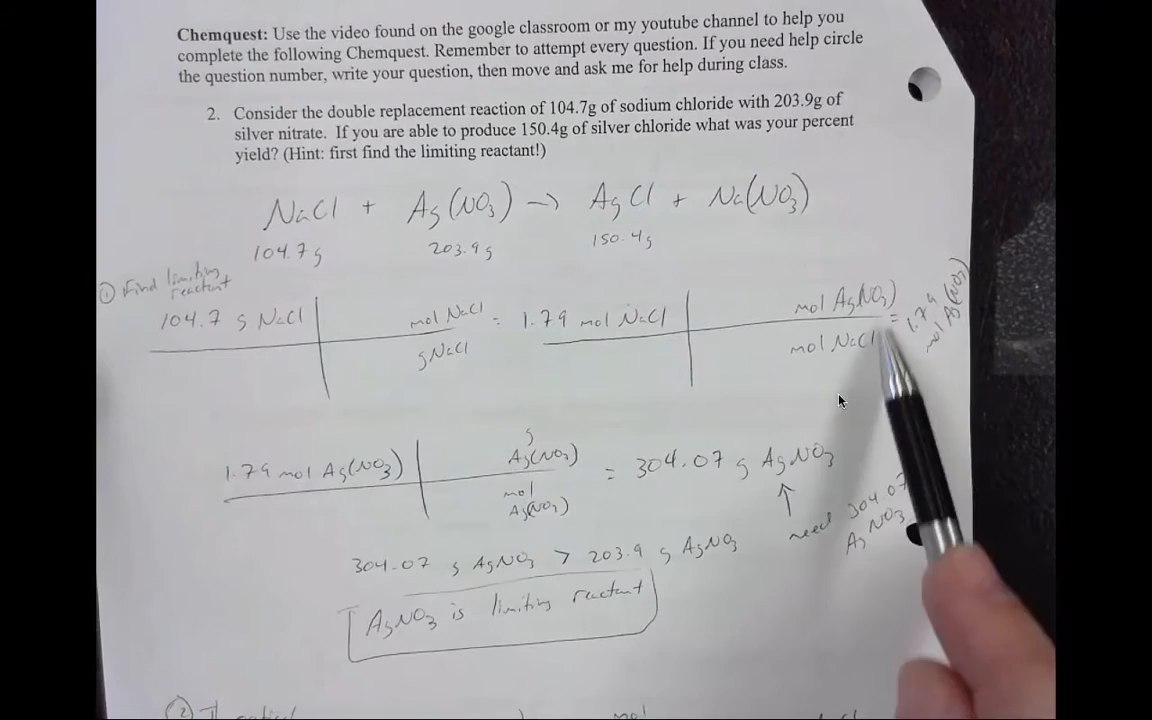 Chemquest: Use the video found on the google classroom or my youtube channel to help you
complete the following Chemquest. Remember to attempt every question. If you need help circle
the question number, write your question, then move and ask me for help during class.
2. Consider the double replacement reaction of 104.7g of sodium chloride with 203.9g of
silver nitrate. If you are able to produce 150.4g of silver chloride what was your percent
yield? (Hint: first find the limiting reactant!)
NaCl + Ag(NO3) → AgCl + Na(NO3)
104.7g 203.9g 150.4g
① Find limiting
reactant
104.7 g NaCl mol NaCl = 1.79 mol NaCl mol Ag(NO3) = 1.79
g NaCl mol NaCl mol Ag(NO3)
g
1.79 mol Ag(NO3) Ag(NO3) = 304.07 g AgNO3
mol
Ag(NO3)
↑
need 304.07
AgNO3
304.07 g AgNO3 > 203.9 g AgNO3
AgNO3 is limiting reactant
②
mol